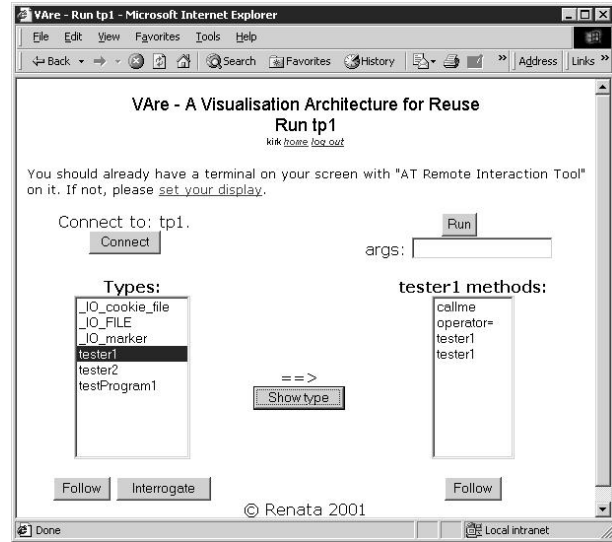 VAre - Run tp1 - Microsoft Internet Explorer
File Edit View Favorites Tools Help
Back Search Favorites History » Address Links »
VAre - A Visualisation Architecture for Reuse
Run tp1
kirk home log out
You should already have a terminal on your screen with "AT Remote Interaction Tool"
on it. If not, please set your display.
Connect to: tp1.
Connect
Run
args:
Types:
_IO_cookie_file
_IO_FILE
_IO_marker
tester1
tester2
testProgram1
==>
Show type
tester1 methods:
callme
operator=
tester1
tester1
Follow Interrogate
Follow
© Renata 2001
Done Local intranet